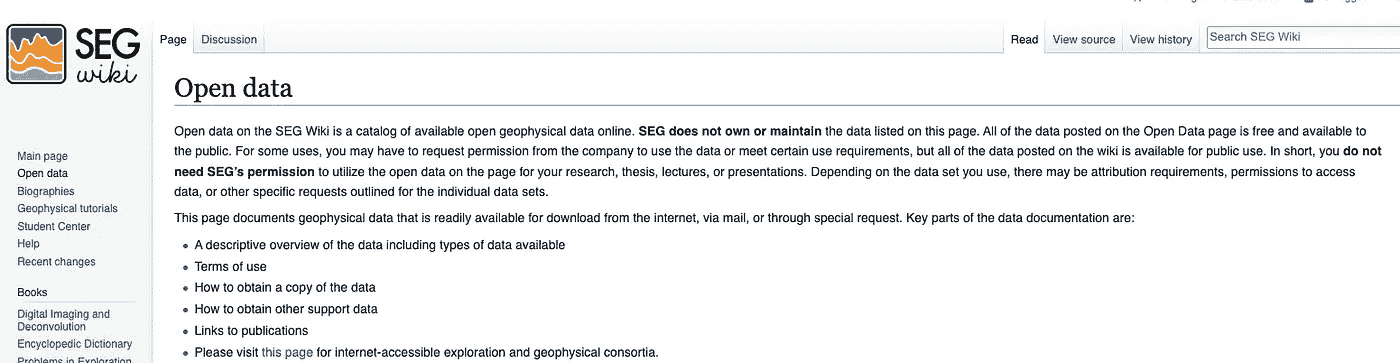 SEG
wiki
Page Discussion Read View source View history Search SEG Wiki
Open data
Open data on the SEG Wiki is a catalog of available open geophysical data online. SEG does not own or maintain the data listed on this page. All of the data posted on the Open Data page is free and available to
the public. For some uses, you may have to request permission from the company to use the data or meet certain use requirements, but all of the data posted on the wiki is available for public use. In short, you do not
need SEG's permission to utilize the open data on the page for your research, thesis, lectures, or presentations. Depending on the data set you use, there may be attribution requirements, permissions to access
data, or other specific requests outlined for the individual data sets.
This page documents geophysical data that is readily available for download from the internet, via mail, or through special request. Key parts of the data documentation are:
• A descriptive overview of the data including types of data available
• Terms of use
• How to obtain a copy of the data
• How to obtain other support data
• Links to publications
• Please visit this page for internet-accessible exploration and geophysical consortia.
Main page
Open data
Biographies
Geophysical tutorials
Student Center
Help
Recent changes
Books
Digital Imaging and
Deconvolution
Encyclopedic Dictionary
Problems in Exploration